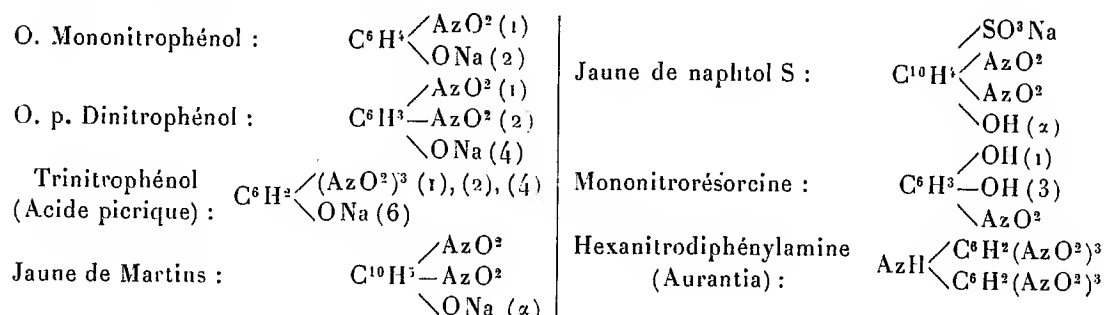 O. Mononitrophénol : C⁶H⁴ AzO² (1)
ONa (2)
O. p. Dinitrophénol : C⁶H³ AzO² (1)
AzO² (2)
ONa (4)
Trinitrophénol
(Acide picrique) : C⁶H² (AzO²)³ (1), (2), (4)
ONa (6)
Jaune de Martins : C¹⁰H⁵ AzO²
AzO²
ONa (α)
Jaune de naphtol S : C¹⁰H⁴ SO³Na
AzO²
AzO²
OH (α)
Mononitrorésorcine : C⁶H³ OH (1)
OH (3)
AzO²
Hexanitrodiphénylamine
(Aurantia) : AzH C⁶H²(AzO²)³
C⁶H²(AzO²)³